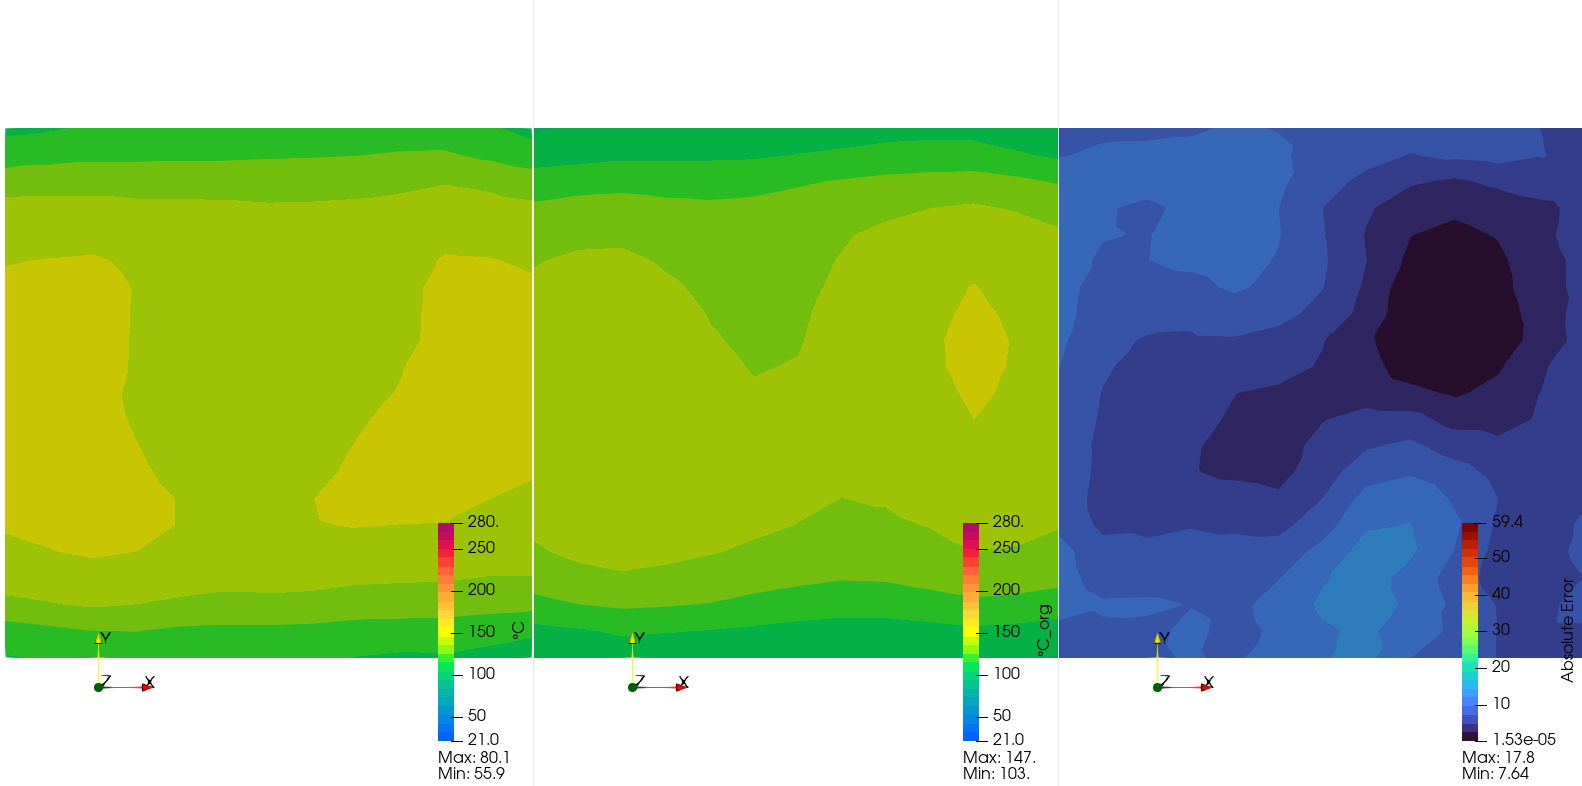 280.
250
200
150
100
50
21.0
°C
Max: 80.1
Min: 55.9
Y
Z
X
280.
250
200
150
100
50
21.0
°C_org
Max: 147.
Min: 103.
Y
Z
X
59.4
50
40
30
20
10
1.53e-05
Absolute Error
Max: 17.8
Min: 7.64
Y
Z
X